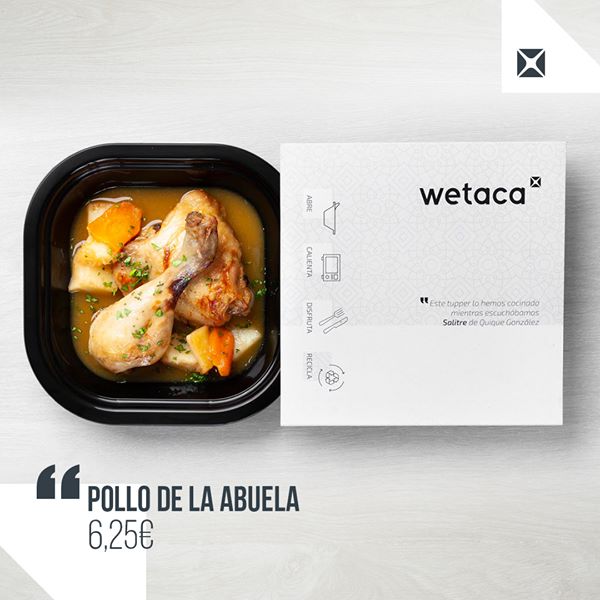 wetaca
ABRE
CALIENTA
DISFRUTA
RECICLA
"Este tupper lo hemos cocinado
mientras escuchábamos
Salitre de Quique González
“ POLLO DE LA ABUELA
6,25€